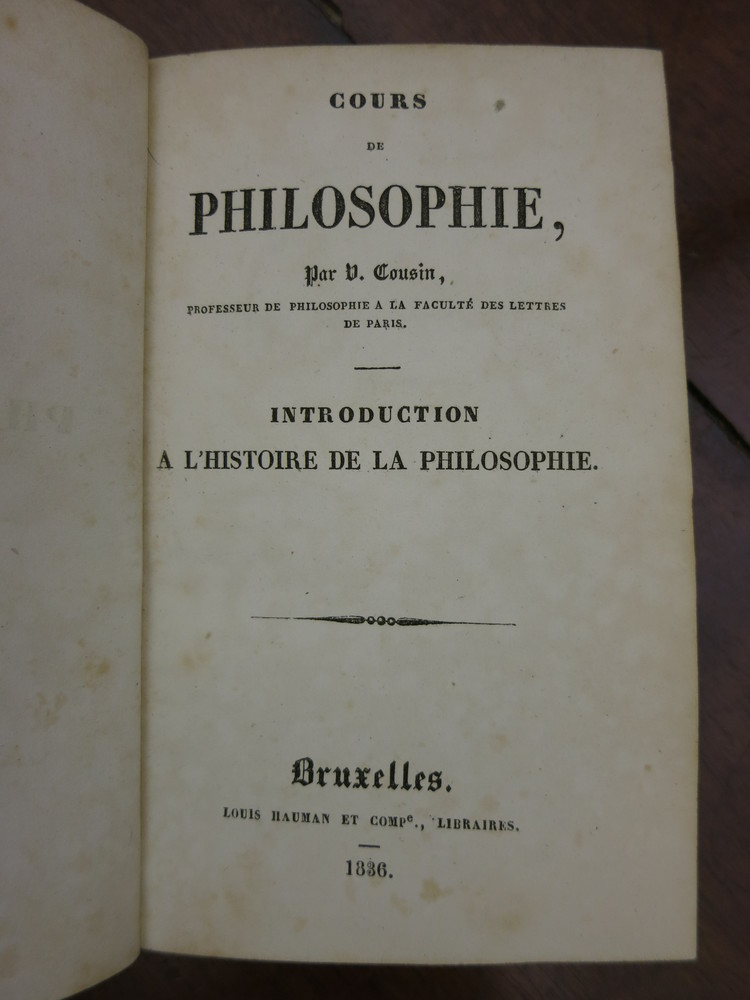 COURS
DE
PHILOSOPHIE,
Par V. Cousin,
PROFESSEUR DE PHILOSOPHIE A LA FACULTÉ DES LETTRES
DE PARIS.
INTRODUCTION
A L'HISTOIRE DE LA PHILOSOPHIE.
Bruxelles.
LOUIS HAUMAN ET COMPe., LIBRAIRES.
1836.